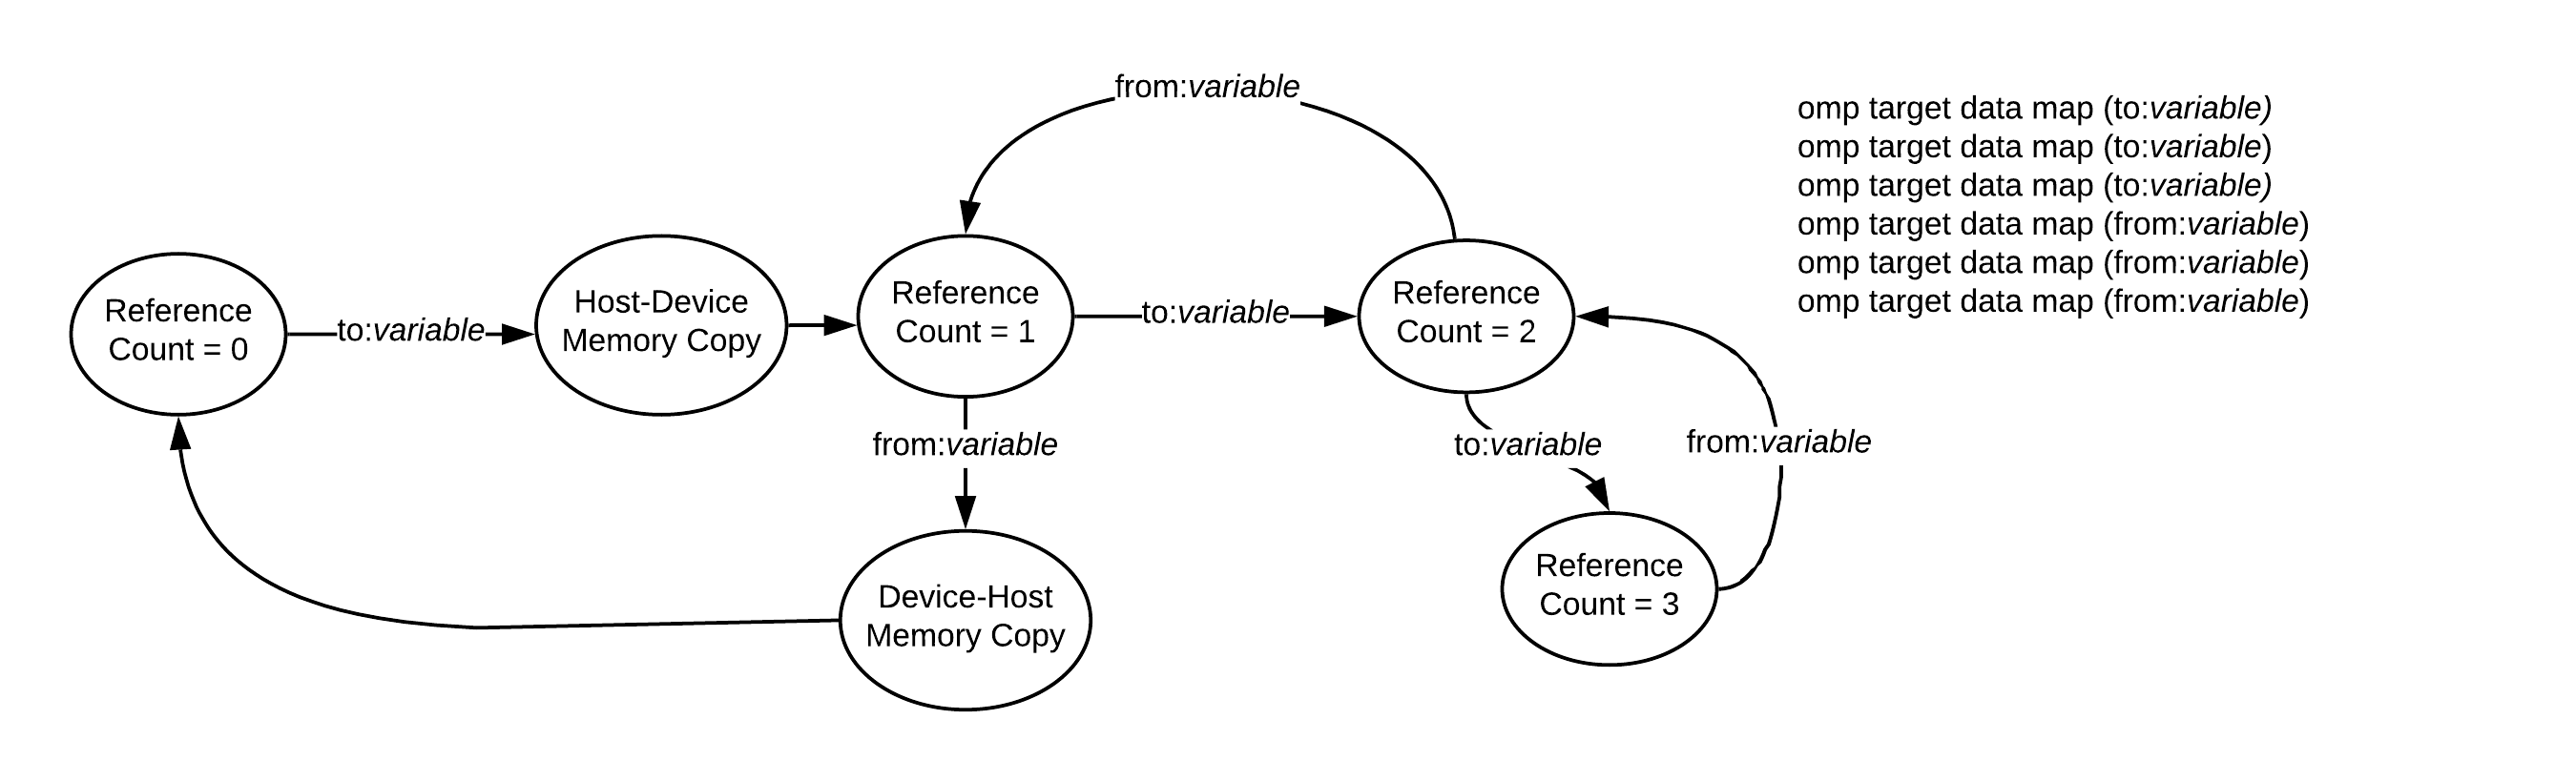 from:variable
omp target data map (to:variable)
omp target data map (to:variable)
omp target data map (to:variable)
omp target data map (from:variable)
omp target data map (from:variable)
omp target data map (from:variable)
Reference
Count = 0
to:variable
Host-Device
Memory Copy
Reference
Count = 1
to:variable
Reference
Count = 2
from:variable
to:variable
from:variable
Device-Host
Memory Copy
Reference
Count = 3